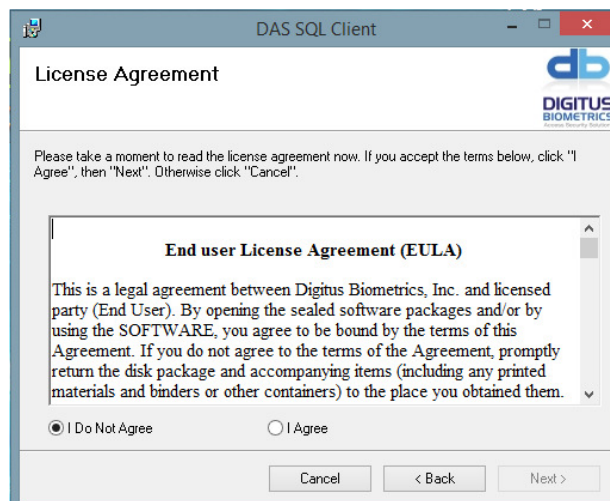 DAS SQL Client
License Agreement
db
DIGITUS
BIOMETRICS
Access Security Solutions
Please take a moment to read the license agreement now. If you accept the terms below, click "I
Agree", then "Next". Otherwise click "Cancel".
End user License Agreement (EULA)
This is a legal agreement between Digitus Biometrics, Inc. and licensed
party (End User). By opening the sealed software packages and/or by
using the SOFTWARE, you agree to be bound by the terms of this
Agreement. If you do not agree to the terms of the Agreement, promptly
return the disk package and accompanying items (including any printed
materials and binders or other containers) to the place you obtained them.
I Do Not Agree
I Agree
Cancel
< Back
Next >